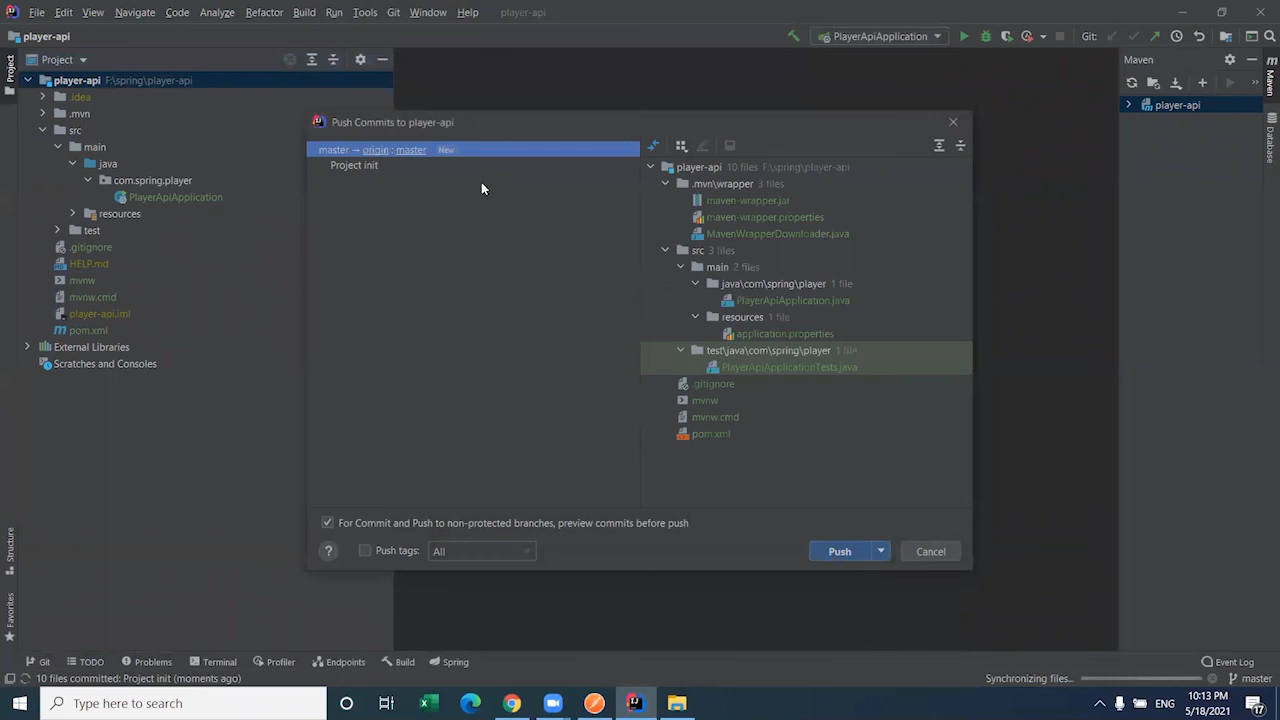 File Edit View Navigate Code Analyze Refactor Build Run Tools Git Window Help player-api
player-api
PlayerApiApplication
Git:
Project
Maven
player-api F:\spring\player-api
.idea
.mvn
src
main
java
com.spring.player
PlayerApiApplication
resources
test
.gitignore
HELP.md
mvnw
mvnw.cmd
player-api.iml
pom.xml
External Libraries
Scratches and Consoles
Push Commits to player-api
master → origin : master New
Project init
player-api 10 files F:\spring\player-api
.mvn\wrapper 3 files
maven-wrapper.jar
maven-wrapper.properties
MavenWrapperDownloader.java
src 3 files
main 2 files
java\com\spring\player 1 file
PlayerApiApplication.java
resources 1 file
application.properties
test\java\com\spring\player 1 file
PlayerApiApplicationTests.java
.gitignore
mvnw
mvnw.cmd
pom.xml
For Commit and Push to non-protected branches, preview commits before push
? Push tags: All
Push
Cancel
player-api
Project
Structure
Favorites
Maven
Database
Git TODO Problems Terminal Profiler Endpoints Build Spring Event Log
10 files committed: Project init (moments ago) Synchronizing files... master
Type here to search
ENG
10:13 PM
5/18/2021
17